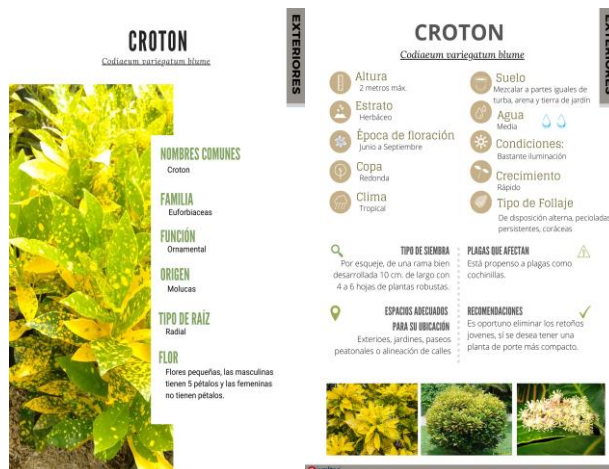 CROTON
Codiaeum variegatum blume
EXTERIORES
NOMBRES COMUNES
Croton
FAMILIA
Euforbiaceas
FUNCIÓN
Ornamental
ORIGEN
Molucas
TIPO DE RAÍZ
Radial
FLOR
Flores pequeñas, las masculinas
tienen 5 pétalos y las femeninas
no tienen pétalos.
CROTON
Codiaeum variegatum blume
EXTERIORES
Altura
2 metros máx.
Estrato
Herbáceo
Época de floración
Junio a Septiembre
Copa
Redonda
Clima
Tropical
Suelo
Mezcalar a partes iguales de
turba, arena y tierra de jardín
Agua
Media
Condiciones:
Bastante iluminación
Crecimiento
Rápido
Tipo de Follaje
De disposición alterna, pecioladas,
persistentes, coráceas
TIPO DE SIEMBRA
Por esqueje, de una rama bien
desarrollada 10 cm. de largo con
4 a 6 hojas de plantas robustas.
PLAGAS QUE AFECTAN
Está propenso a plagas como
cochinillas.
ESPACIOS ADECUADOS
PARA SU UBICACIÓN
Exterioes, jardines, paseos
peatonales o alineación de calles
RECOMENDACIONES
Es oportuno eliminar los retoños
jovenes, sí se desea tener una
planta de porte más compacto.